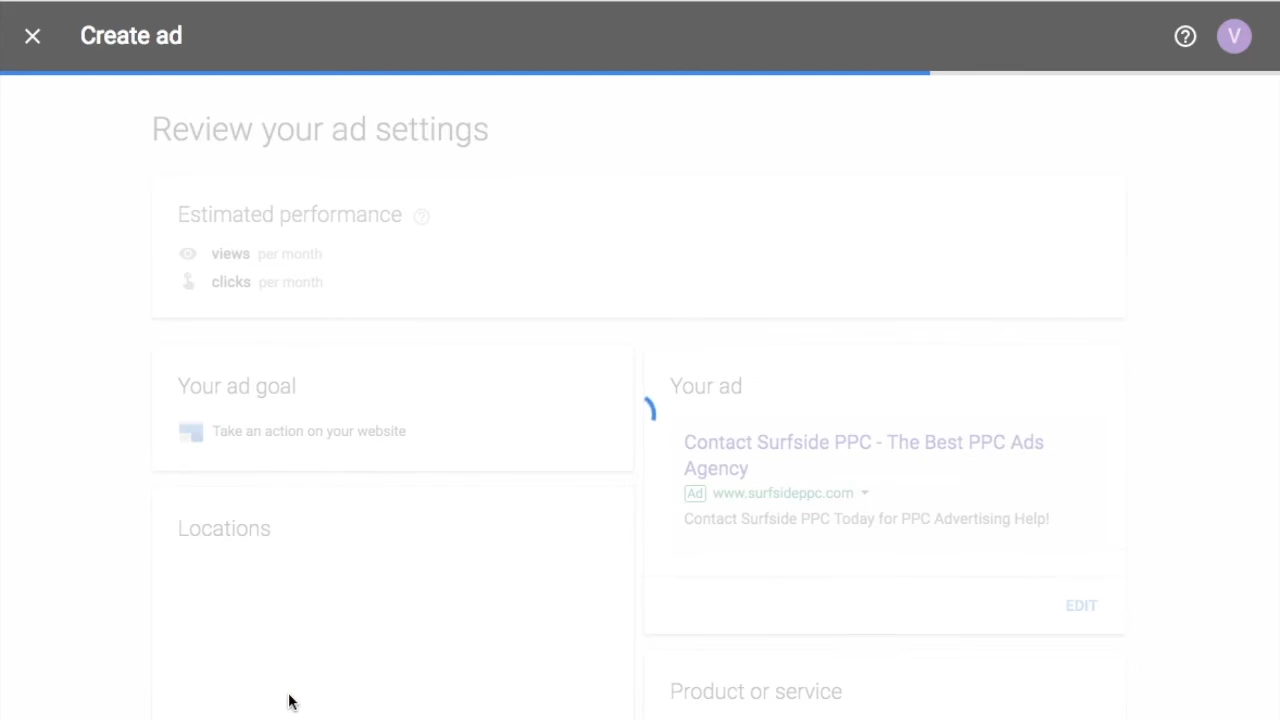 Create ad
V
Review your ad settings
Estimated performance
views per month
clicks per month
Your ad goal
Take an action on your website
Locations
Your ad
Contact Surfside PPC - The Best PPC Ads
Agency
Ad www.surfsideppc.com
Contact Surfside PPC Today for PPC Advertising Help!
EDIT
Product or service